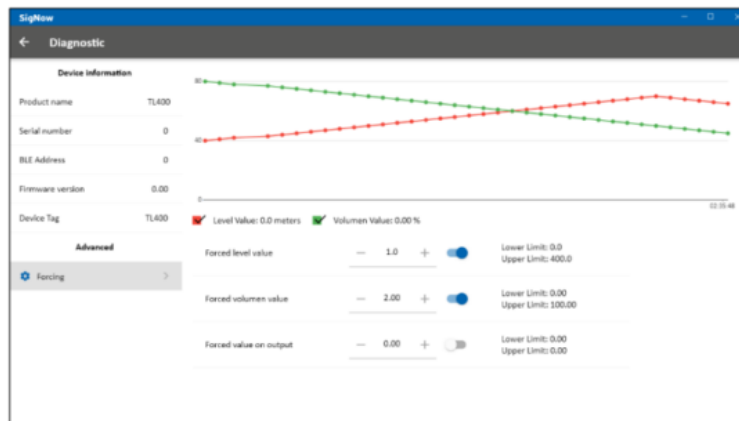 SigNow
Diagnostic
Device information
Product name TL400
Serial number 0
BLE Address 0
Firmware version 0.00
Device Tag TL400
Advanced
Forcing
80
40
0
02:35:48
Level Value: 0.0 meters Volumen Value: 0.00 %
Forced level value — 1.0 + Lower Limit: 0.0
Upper Limit: 400.0
Forced volumen value — 2.00 + Lower Limit: 0.00
Upper Limit: 100.00
Forced value on output — 0.00 + Lower Limit: 0.00
Upper Limit: 0.00